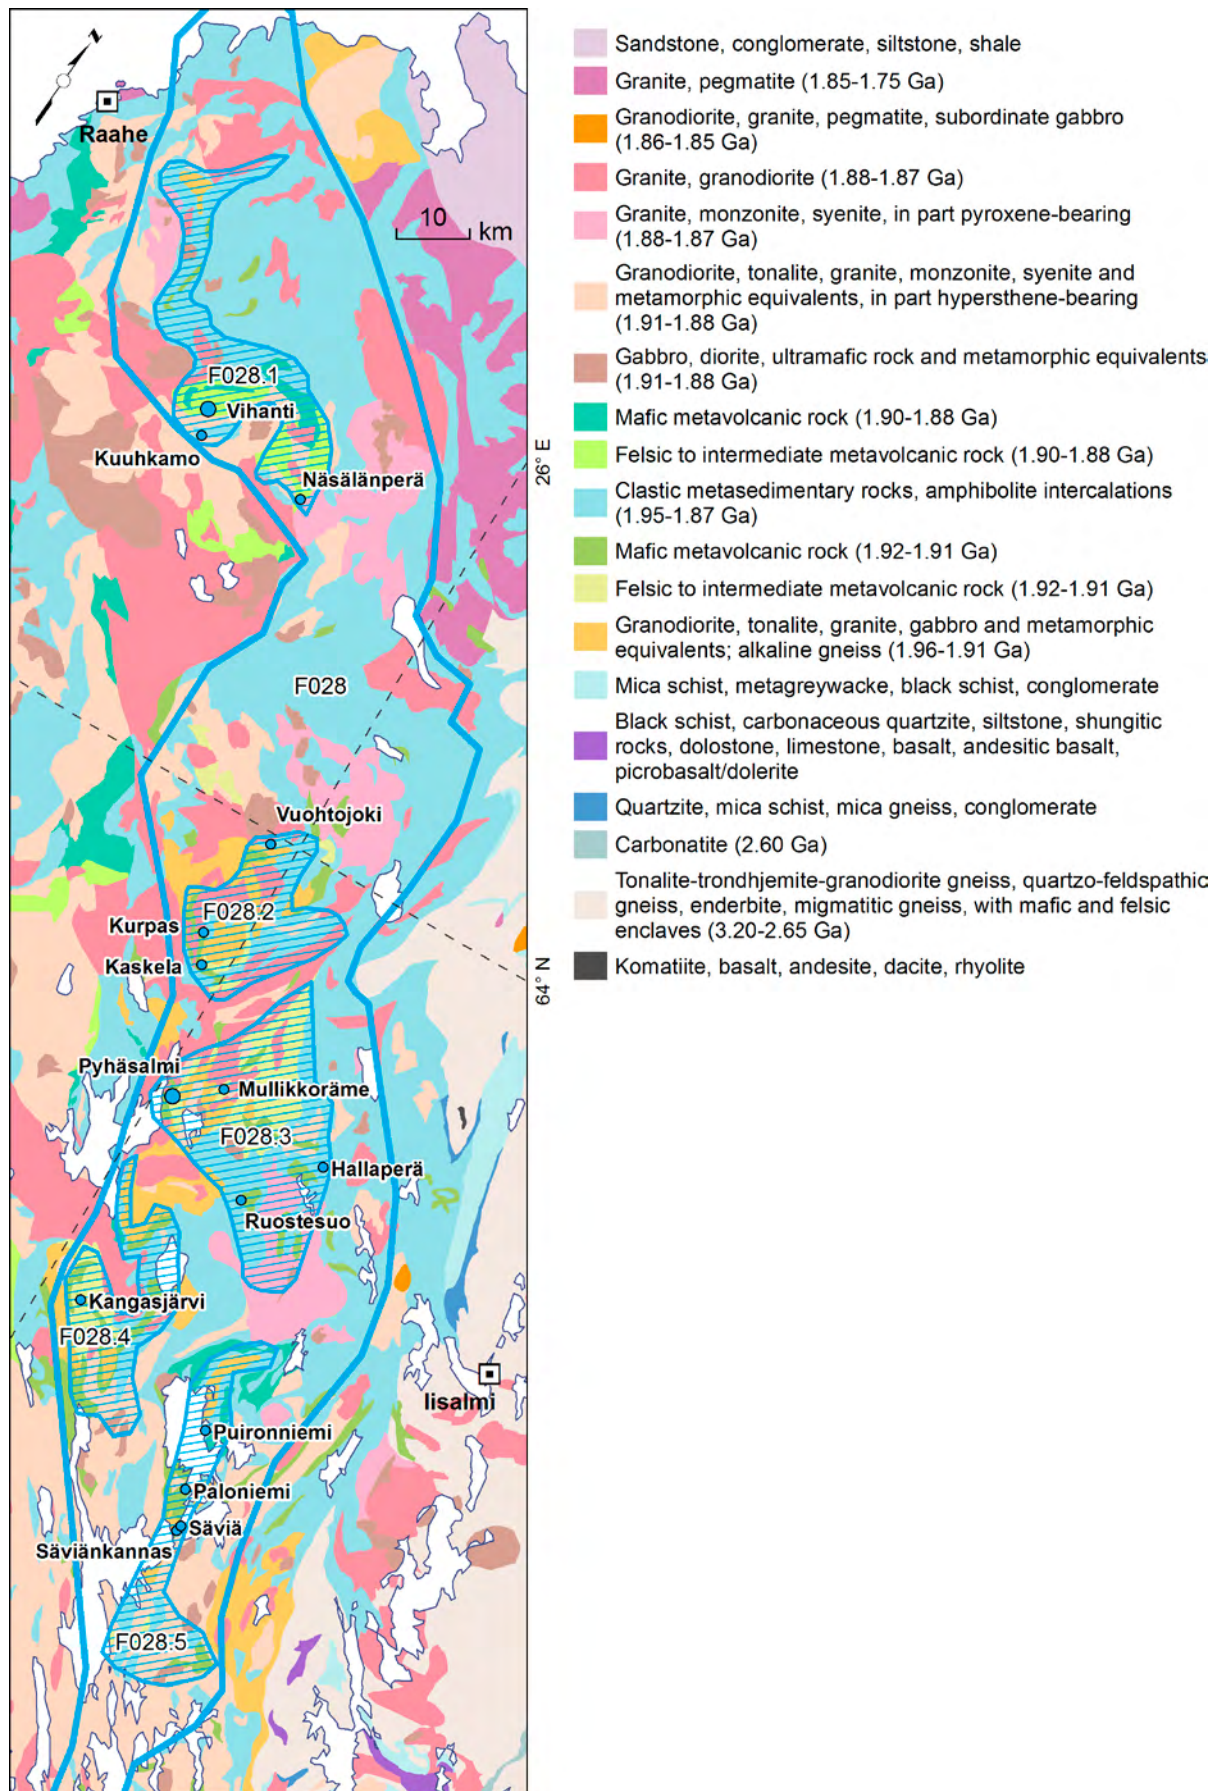 N
Raahe
10
km
F028.1
Vihanti
Kuuhkamo
Näsälänperä
26° E
F028
Vuohtojoki
F028.2
Kurpas
Kaskela
64° N
Pyhäsalmi
Mullikkoräme
F028.3
Hallaperä
Ruostesuo
Kangasjärvi
F028.4
Iisalmi
Puironniemi
Paloniemi
Säviä
Säviänkannas
F028.5
Sandstone, conglomerate, siltstone, shale
Granite, pegmatite (1.85-1.75 Ga)
Granodiorite, granite, pegmatite, subordinate gabbro
(1.86-1.85 Ga)
Granite, granodiorite (1.88-1.87 Ga)
Granite, monzonite, syenite, in part pyroxene-bearing
(1.88-1.87 Ga)
Granodiorite, tonalite, granite, monzonite, syenite and
metamorphic equivalents, in part hypersthene-bearing
(1.91-1.88 Ga)
Gabbro, diorite, ultramafic rock and metamorphic equivalents
(1.91-1.88 Ga)
Mafic metavolcanic rock (1.90-1.88 Ga)
Felsic to intermediate metavolcanic rock (1.90-1.88 Ga)
Clastic metasedimentary rocks, amphibolite intercalations
(1.95-1.87 Ga)
Mafic metavolcanic rock (1.92-1.91 Ga)
Felsic to intermediate metavolcanic rock (1.92-1.91 Ga)
Granodiorite, tonalite, granite, gabbro and metamorphic
equivalents; alkaline gneiss (1.96-1.91 Ga)
Mica schist, metagreywacke, black schist, conglomerate
Black schist, carbonaceous quartzite, siltstone, shungitic
rocks, dolostone, limestone, basalt, andesitic basalt,
picrobasalt/dolerite
Quartzite, mica schist, mica gneiss, conglomerate
Carbonatite (2.60 Ga)
Tonalite-trondhjemite-granodiorite gneiss, quartzo-feldspathic
gneiss, enderbite, migmatitic gneiss, with mafic and felsic
enclaves (3.20-2.65 Ga)
Komatiite, basalt, andesite, dacite, rhyolite